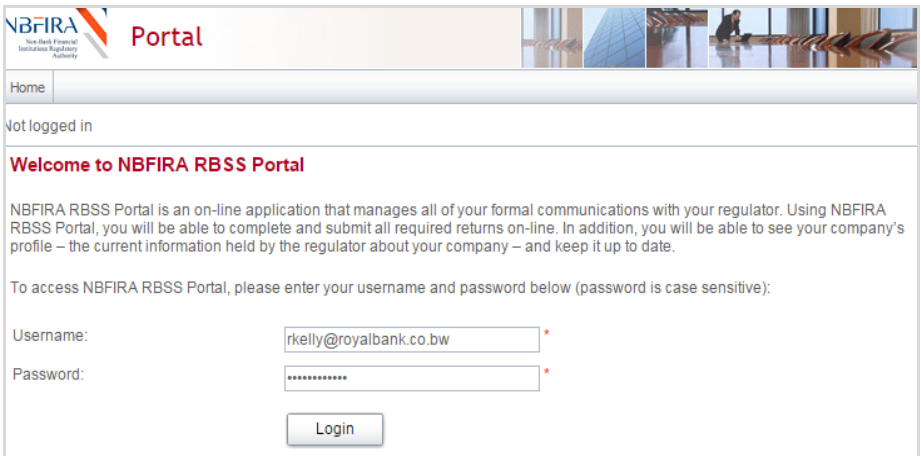 NBFIRA
Non-Bank Financial
Institutions Regulatory
Authority
Portal
Home
Not logged in
Welcome to NBFIRA RBSS Portal
NBFIRA RBSS Portal is an on-line application that manages all of your formal communications with your regulator. Using NBFIRA
RBSS Portal, you will be able to complete and submit all required returns on-line. In addition, you will be able to see your company's
profile – the current information held by the regulator about your company – and keep it up to date.
To access NBFIRA RBSS Portal, please enter your username and password below (password is case sensitive):
Username: rkelly@royalbank.co.bw *
Password: •••••••••••• *
Login